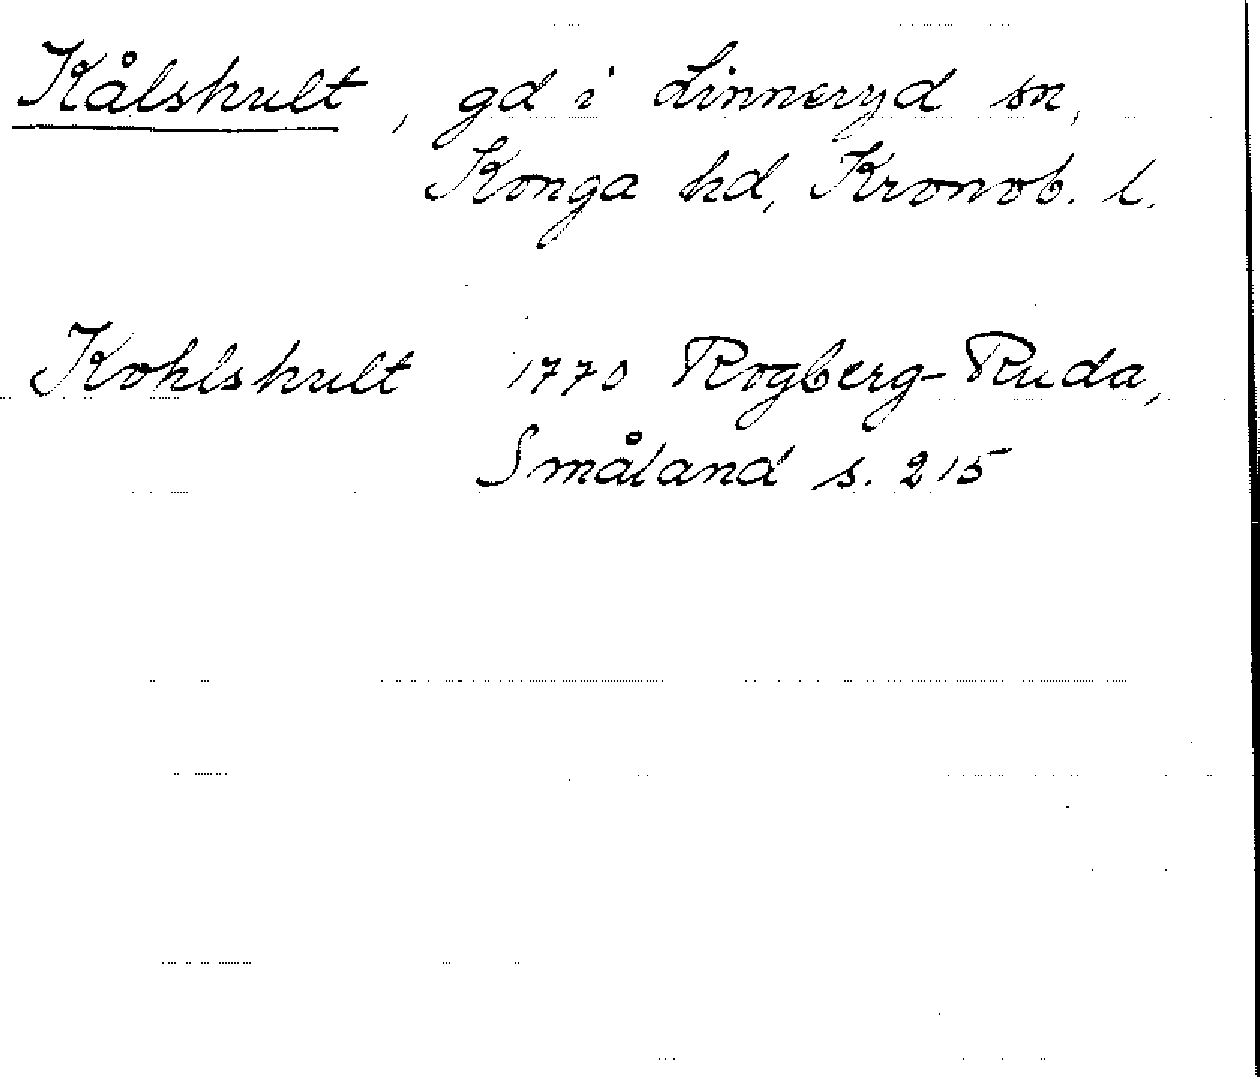 Kålshult, gd i Linneryd sn,
Konga hd, Kronob. l.
Kohlshult 1770 Rogberg-Ruda,
Småland s. 215